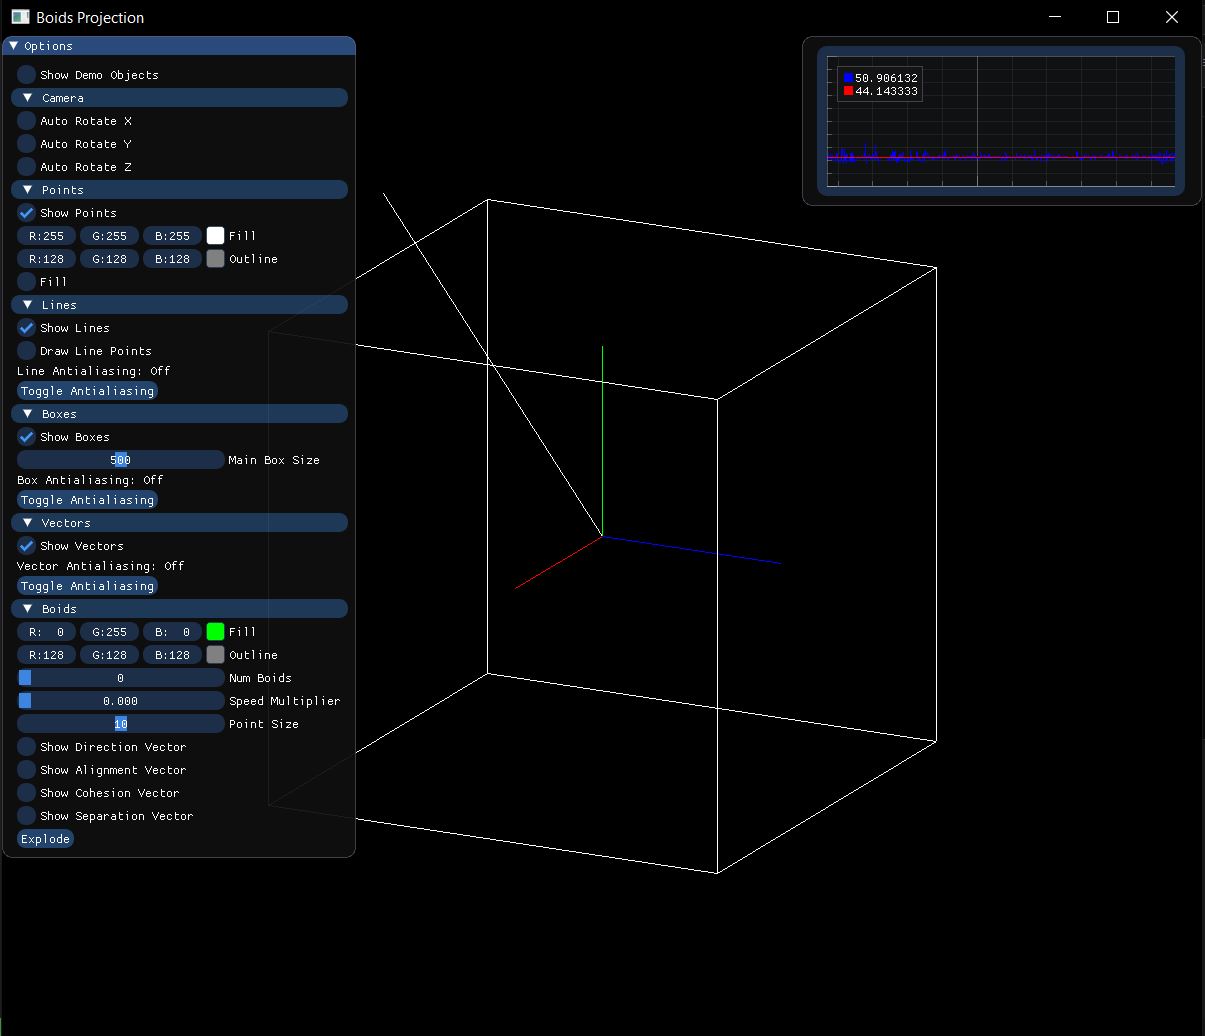 Boids Projection
Options
Show Demo Objects
Camera
Auto Rotate X
Auto Rotate Y
Auto Rotate Z
Points
Show Points
R:255 G:255 B:255 Fill
R:128 G:128 B:128 Outline
Fill
Lines
Show Lines
Draw Line Points
Line Antialiasing: Off
Toggle Antialiasing
Boxes
Show Boxes
500 Main Box Size
Box Antialiasing: Off
Toggle Antialiasing
Vectors
Show Vectors
Vector Antialiasing: Off
Toggle Antialiasing
Boids
R: 0 G:255 B: 0 Fill
R:128 G:128 B:128 Outline
0 Num Boids
0.000 Speed Multiplier
10 Point Size
Show Direction Vector
Show Alignment Vector
Show Cohesion Vector
Show Separation Vector
Explode
50.906132
44.143333